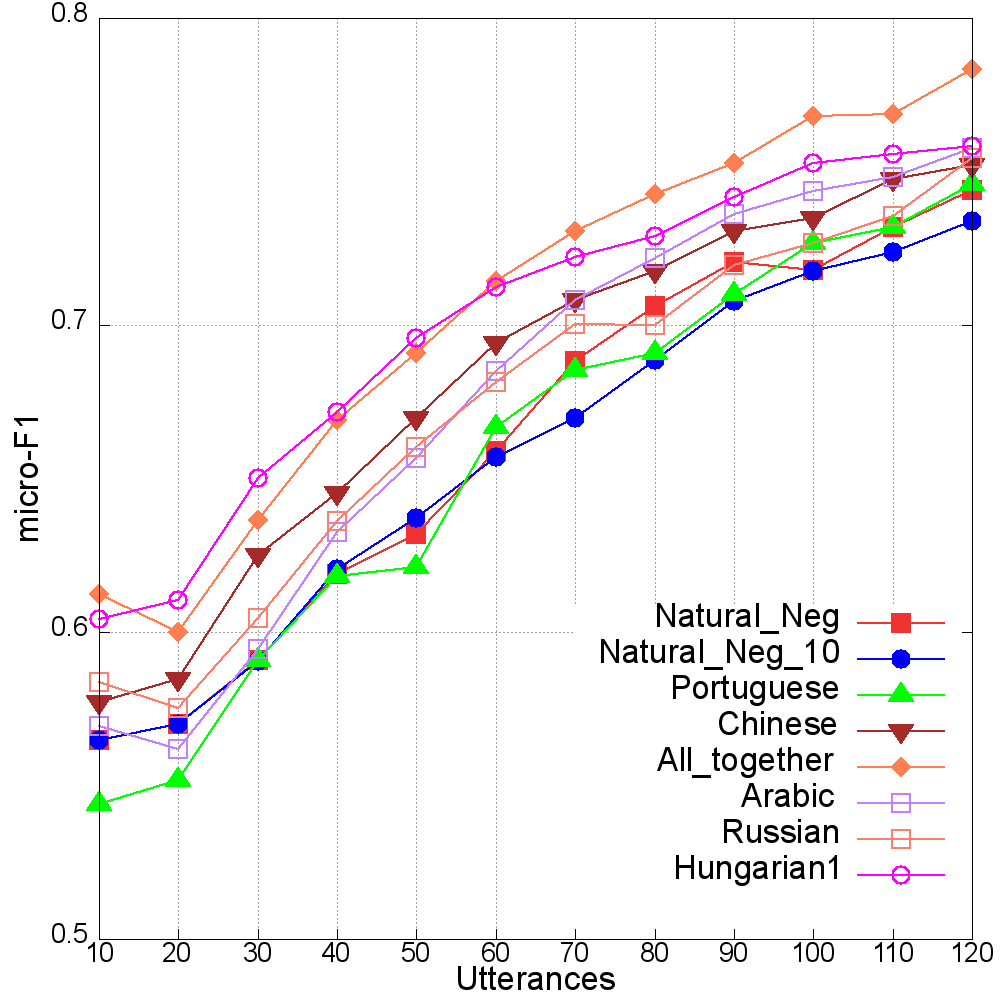 0.8
0.7
0.6
0.5
micro-F1
Natural_Neg
Natural_Neg_10
Portuguese
Chinese
All_together
Arabic
Russian
Hungarian1
10 20 30 40 50 60 70 80 90 100 110 120
Utterances